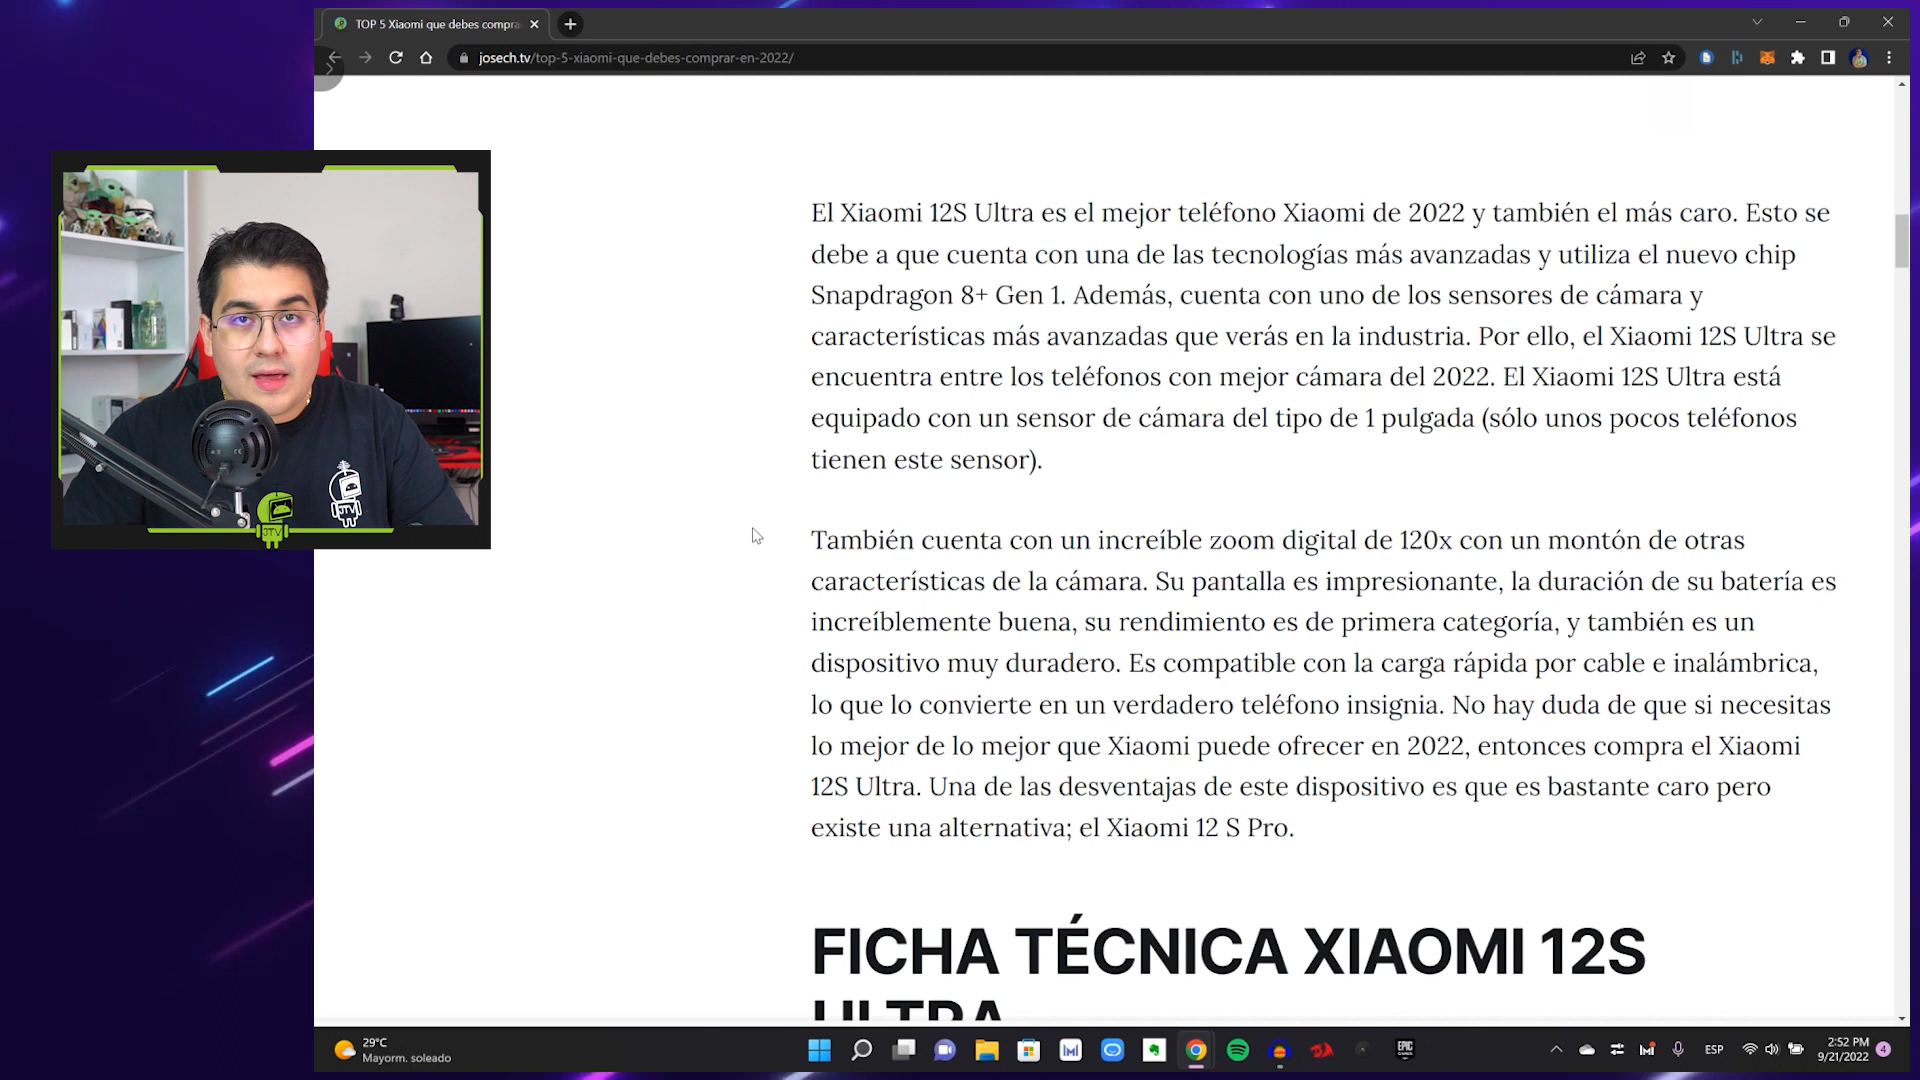 TOP 5 Xiaomi que debes compra
josech.tv/top-5-xiaomi-que-debes-comprar-en-2022/
El Xiaomi 12S Ultra es el mejor teléfono Xiaomi de 2022 y también el más caro. Esto se
debe a que cuenta con una de las tecnologías más avanzadas y utiliza el nuevo chip
Snapdragon 8+ Gen 1. Además, cuenta con uno de los sensores de cámara y
características más avanzadas que verás en la industria. Por ello, el Xiaomi 12S Ultra se
encuentra entre los teléfonos con mejor cámara del 2022. El Xiaomi 12S Ultra está
equipado con un sensor de cámara del tipo de 1 pulgada (sólo unos pocos teléfonos
tienen este sensor).
También cuenta con un increíble zoom digital de 120x con un montón de otras
características de la cámara. Su pantalla es impresionante, la duración de su batería es
increíblemente buena, su rendimiento es de primera categoría, y también es un
dispositivo muy duradero. Es compatible con la carga rápida por cable e inalámbrica,
lo que lo convierte en un verdadero teléfono insignia. No hay duda de que si necesitas
lo mejor de lo mejor que Xiaomi puede ofrecer en 2022, entonces compra el Xiaomi
12S Ultra. Una de las desventajas de este dispositivo es que es bastante caro pero
existe una alternativa; el Xiaomi 12 S Pro.
FICHA TÉCNICA XIAOMI 12S
ULTRA
JTV
JTV
29°C
Mayorm. soleado
EPIC
GAMES
ESP
2:52 PM
9/21/2022
4